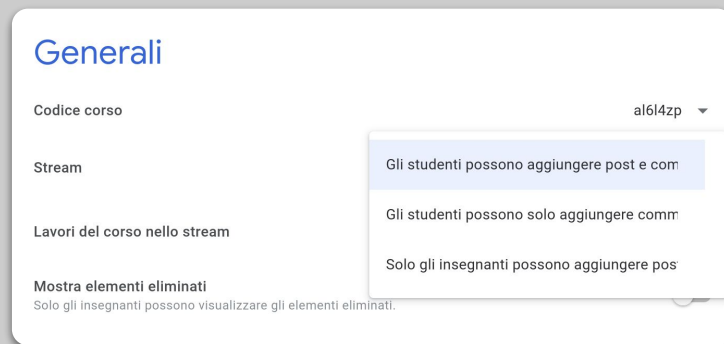 Generali
Codice corso al6l4zp
Stream
Gli studenti possono aggiungere post e com
Gli studenti possono solo aggiungere comm
Lavori del corso nello stream
Solo gli insegnanti possono aggiungere pos
Mostra elementi eliminati
Solo gli insegnanti possono visualizzare gli elementi eliminati.